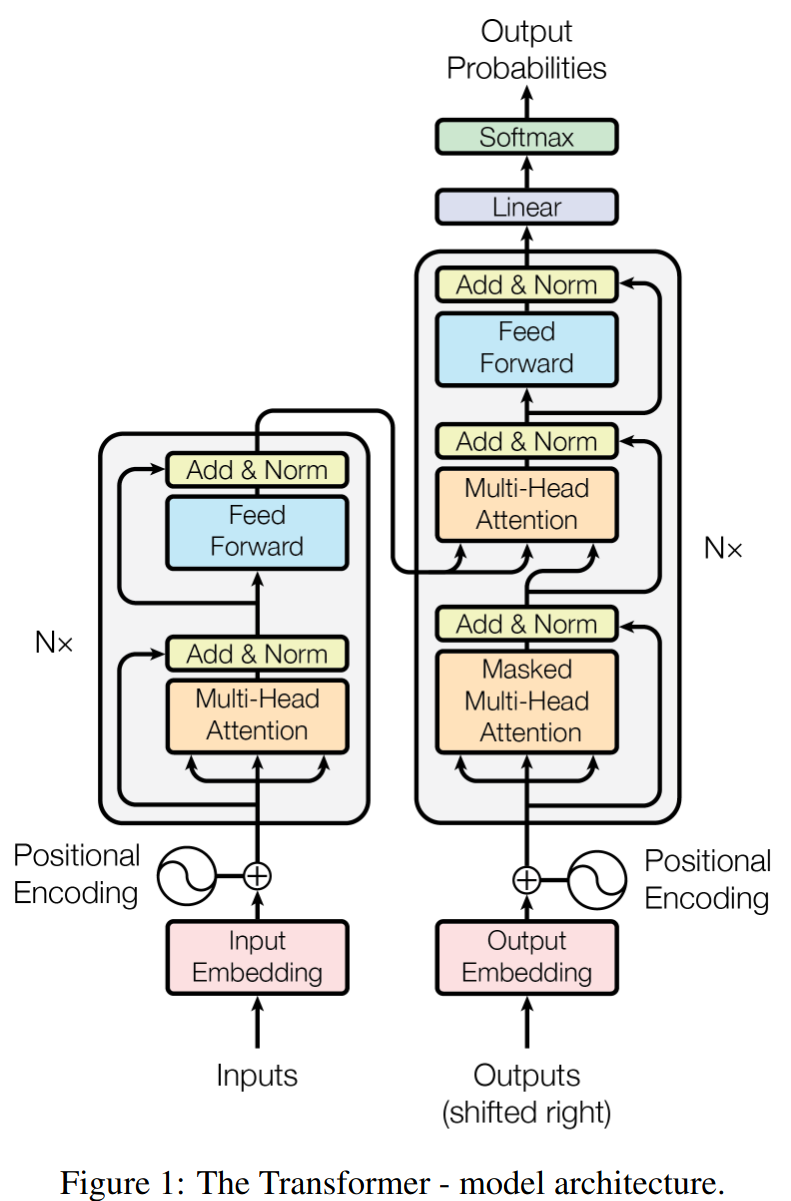 Output
Probabilities
Softmax
Linear
Add & Norm
Feed
Forward
Add & Norm
Multi-Head
Attention
N×
Add & Norm
Masked
Multi-Head
Attention
Add & Norm
Feed
Forward
N×
Add & Norm
Multi-Head
Attention
Positional
Encoding
Positional
Encoding
Input
Embedding
Output
Embedding
Inputs
Outputs
(shifted right)
Figure 1: The Transformer - model architecture.